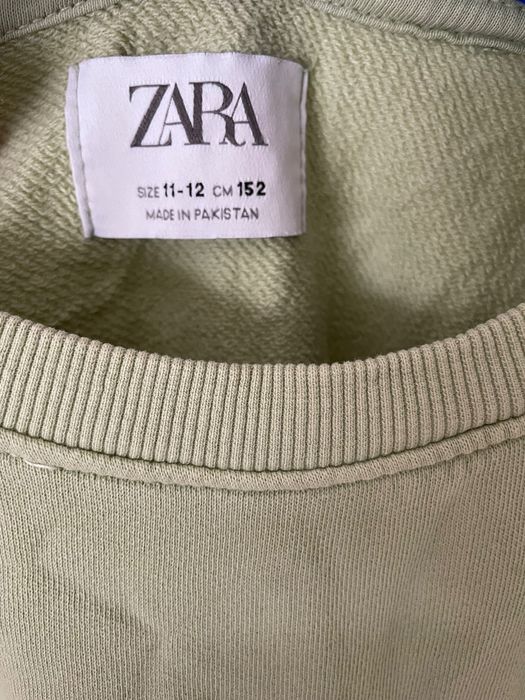 ZARA
SIZE 11-12 CM 152
MADE IN PAKISTAN